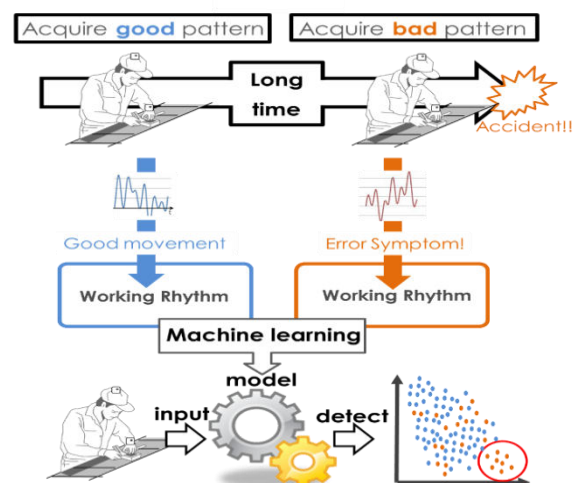 Acquire good pattern
Acquire bad pattern
Long
time
Accident!!
Good movement
Error Symptom!
Working Rhythm
Working Rhythm
Machine learning
model
input
detect